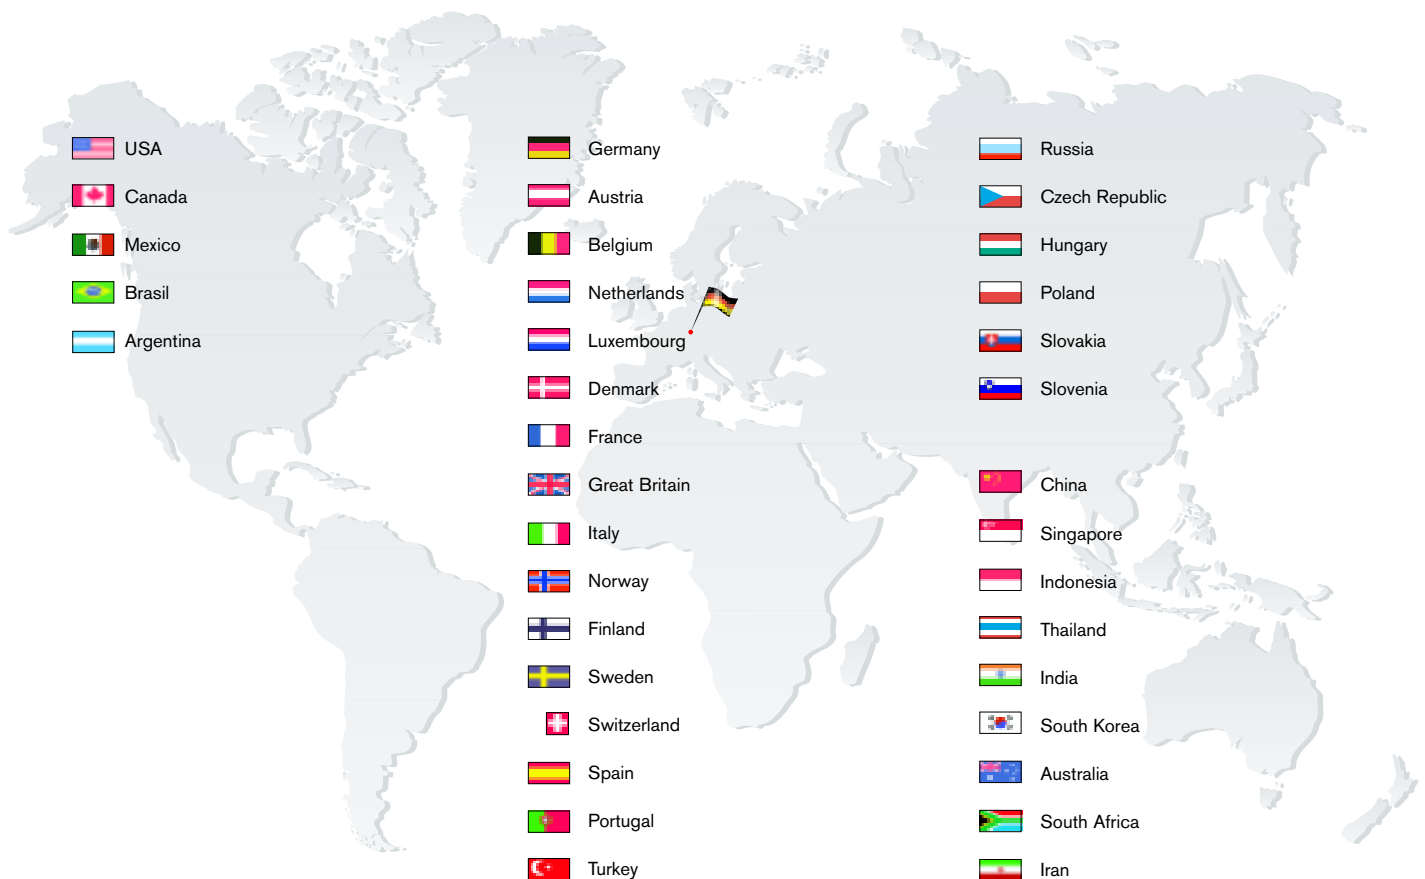 USA
Canada
Mexico
Brasil
Argentina
Germany
Austria
Belgium
Netherlands
Luxembourg
Denmark
France
Great Britain
Italy
Norway
Finland
Sweden
Switzerland
Spain
Portugal
Turkey
Russia
Czech Republic
Hungary
Poland
Slovakia
Slovenia
China
Singapore
Indonesia
Thailand
India
South Korea
Australia
South Africa
Iran